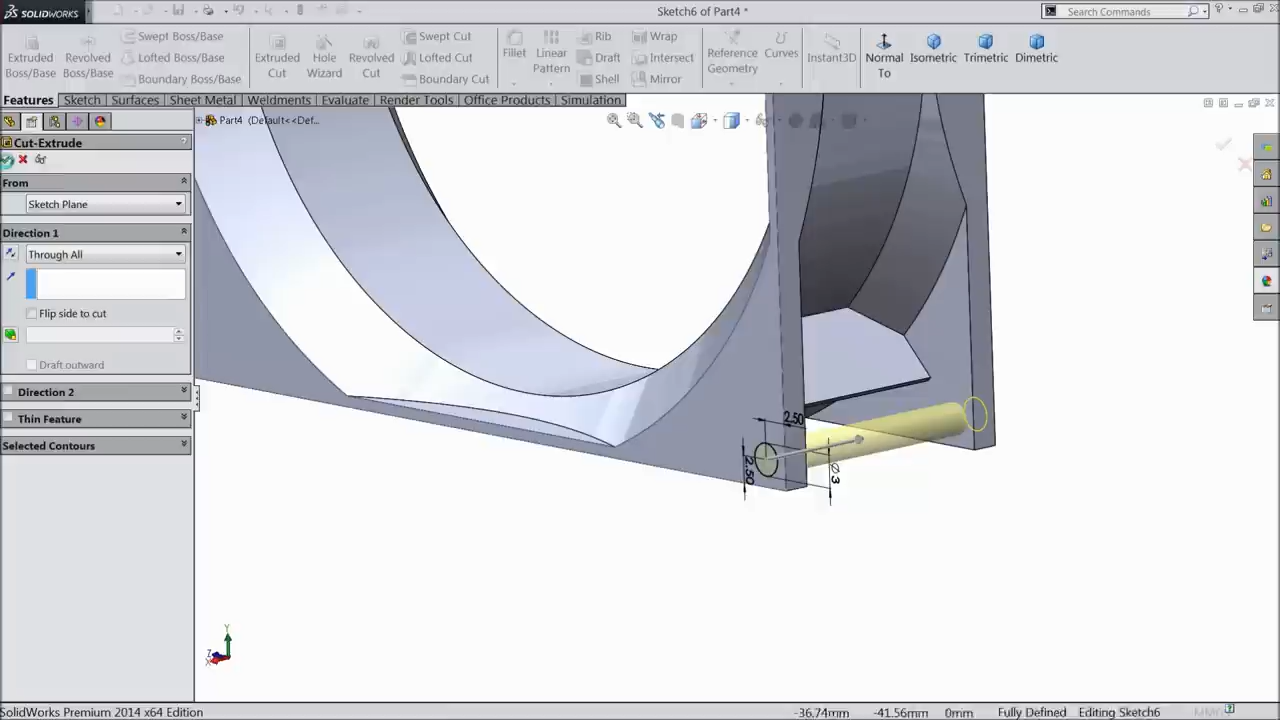 SOLIDWORKS
Sketch6 of Part4 *
Search Commands
Extruded Boss/Base
Revolved Boss/Base
Swept Boss/Base
Lofted Boss/Base
Boundary Boss/Base
Extruded Cut
Hole Wizard
Revolved Cut
Swept Cut
Lofted Cut
Boundary Cut
Fillet
Linear Pattern
Rib
Draft
Shell
Wrap
Intersect
Mirror
Reference Geometry
Curves
Instant3D
Normal To
Isometric
Trimetric
Dimetric
Features
Sketch
Surfaces
Sheet Metal
Weldments
Evaluate
Render Tools
Office Products
Simulation
Part4 (Default<<Def...
Cut-Extrude
?
From
Sketch Plane
Direction 1
Through All
Flip side to cut
Draft outward
Direction 2
Thin Feature
Selected Contours
2.50
2.50
Ø3
Y
Z
X
SolidWorks Premium 2014 x64 Edition
-36.74mm
-41.56mm
0mm
Fully Defined
Editing Sketch6